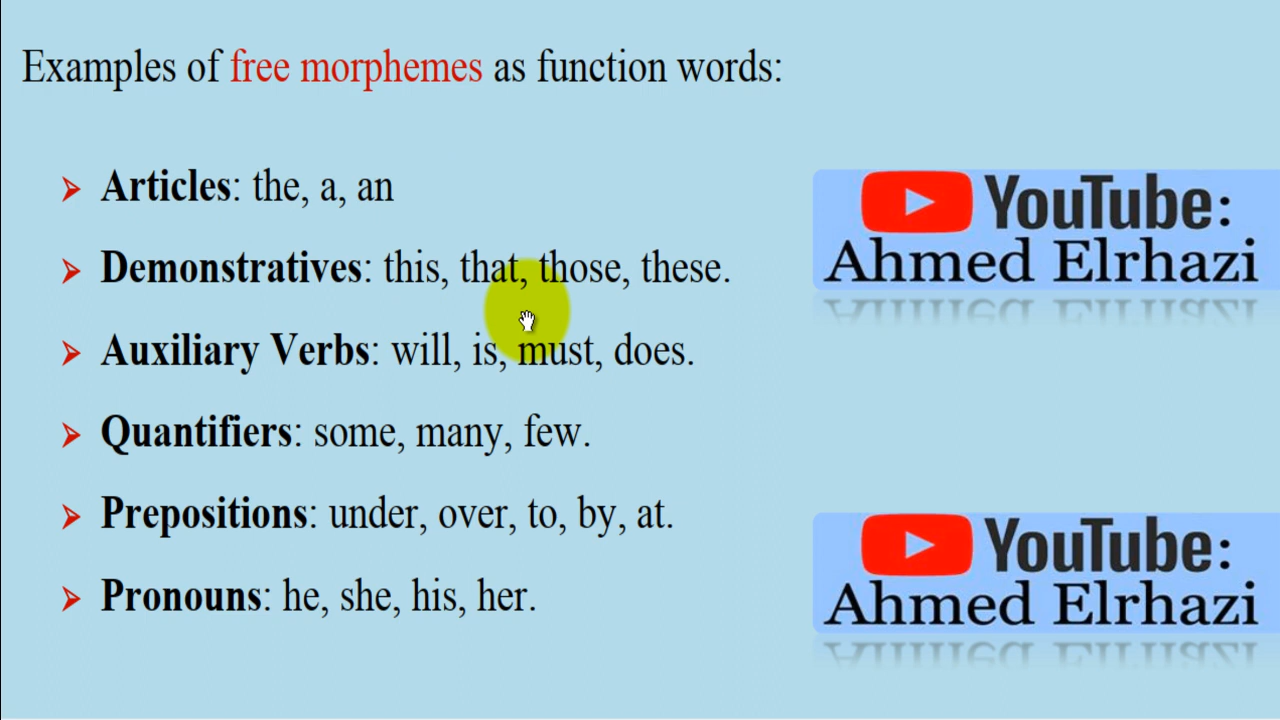 Examples of free morphemes as function words:
Articles: the, a, an
Demonstratives: this, that, those, these.
Auxiliary Verbs: will, is, must, does.
Quantifiers: some, many, few.
Prepositions: under, over, to, by, at.
Pronouns: he, she, his, her.
YouTube:
Ahmed Elrhazi
YouTube:
Ahmed Elrhazi